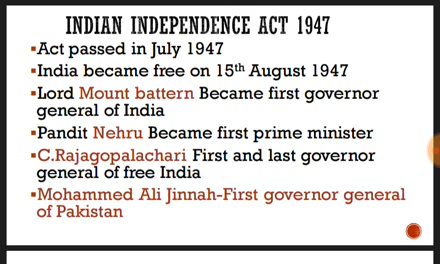 INDIAN INDEPENDENCE ACT 1947
▪Act passed in July 1947
▪India became free on 15th August 1947
▪Lord Mount battern Became first governor
general of India
▪Pandit Nehru Became first prime minister
▪C.Rajagopalachari First and last governor
general of free India
▪Mohammed Ali Jinnah-First governor general
of Pakistan